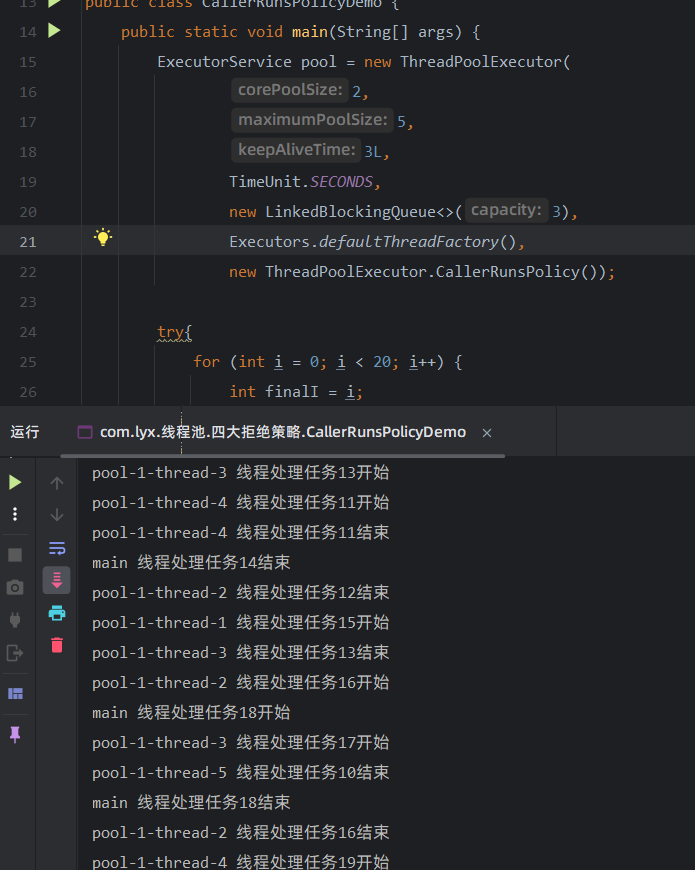 13 public class CallerRunsPolicyDemo {
14 public static void main(String[] args) {
15 ExecutorService pool = new ThreadPoolExecutor(
16 corePoolSize: 2,
17 maximumPoolSize: 5,
18 keepAliveTime: 3L,
19 TimeUnit.SECONDS,
20 new LinkedBlockingQueue<>( capacity: 3),
21 Executors.defaultThreadFactory(),
22 new ThreadPoolExecutor.CallerRunsPolicy());
23
24 try{
25 for (int i = 0; i < 20; i++) {
26 int finalI = i;
运行 com.lyx.线程池.四大拒绝策略.CallerRunsPolicyDemo ×
pool-1-thread-3 线程处理任务13开始
pool-1-thread-4 线程处理任务11开始
pool-1-thread-4 线程处理任务11结束
main 线程处理任务14结束
pool-1-thread-2 线程处理任务12结束
pool-1-thread-1 线程处理任务15开始
pool-1-thread-3 线程处理任务13结束
pool-1-thread-2 线程处理任务16开始
main 线程处理任务18开始
pool-1-thread-3 线程处理任务17开始
pool-1-thread-5 线程处理任务10结束
main 线程处理任务18结束
pool-1-thread-2 线程处理任务16结束
pool-1-thread-4 线程处理任务19开始